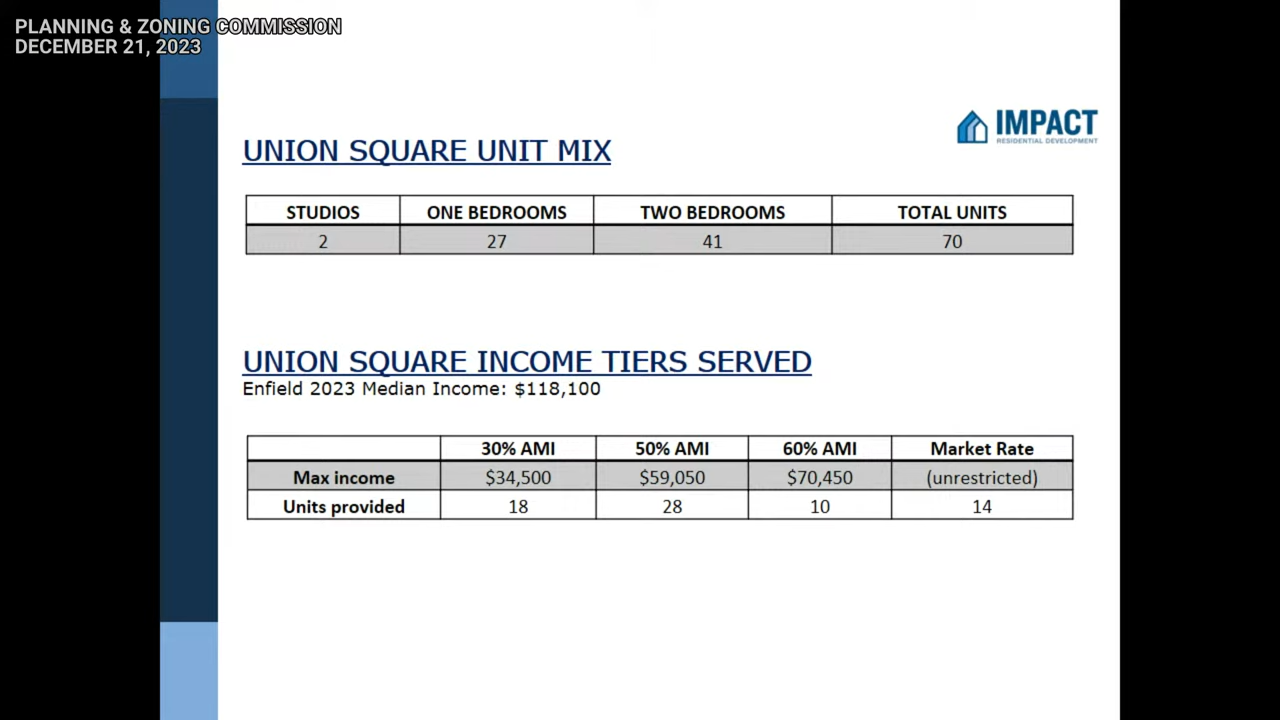 PLANNING & ZONING COMMISSION
DECEMBER 21, 2023
IMPACT
RESIDENTIAL DEVELOPMENT
UNION SQUARE UNIT MIX
STUDIOS ONE BEDROOMS TWO BEDROOMS TOTAL UNITS
2 27 41 70
UNION SQUARE INCOME TIERS SERVED
Enfield 2023 Median Income: $118,100
30% AMI 50% AMI 60% AMI Market Rate
Max income $34,500 $59,050 $70,450 (unrestricted)
Units provided 18 28 10 14